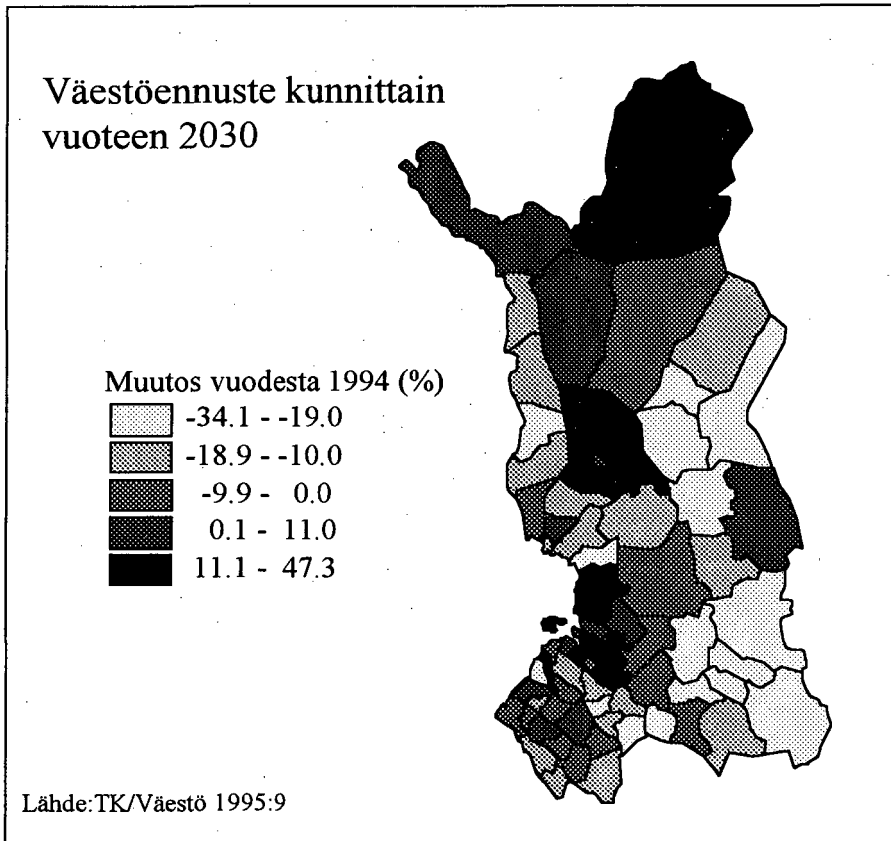 Väestöennuste kunnittain
vuoteen 2030
Muutos vuodesta 1994 (%)
-34.1 - -19.0
-18.9 - -10.0
-9.9 - 0.0
0.1 - 11.0
11.1 - 47.3
Lähde:TK/Väestö 1995:9